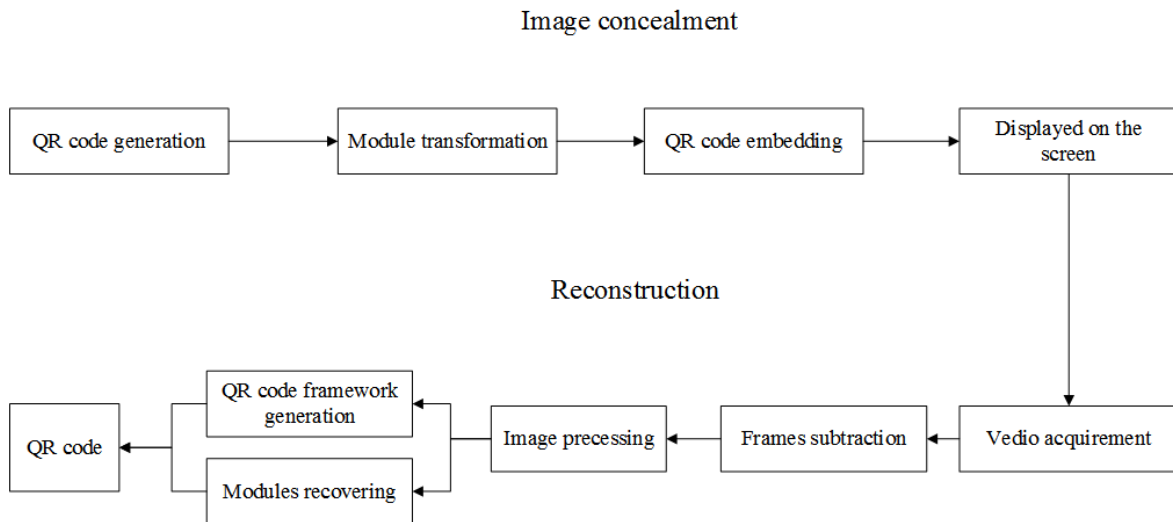 Image concealment
QR code generation
Module transformation
QR code embedding
Displayed on the
screen
Reconstruction
QR code
QR code framework
generation
Modules recovering
Image precessing
Frames subtraction
Vedio acquirement